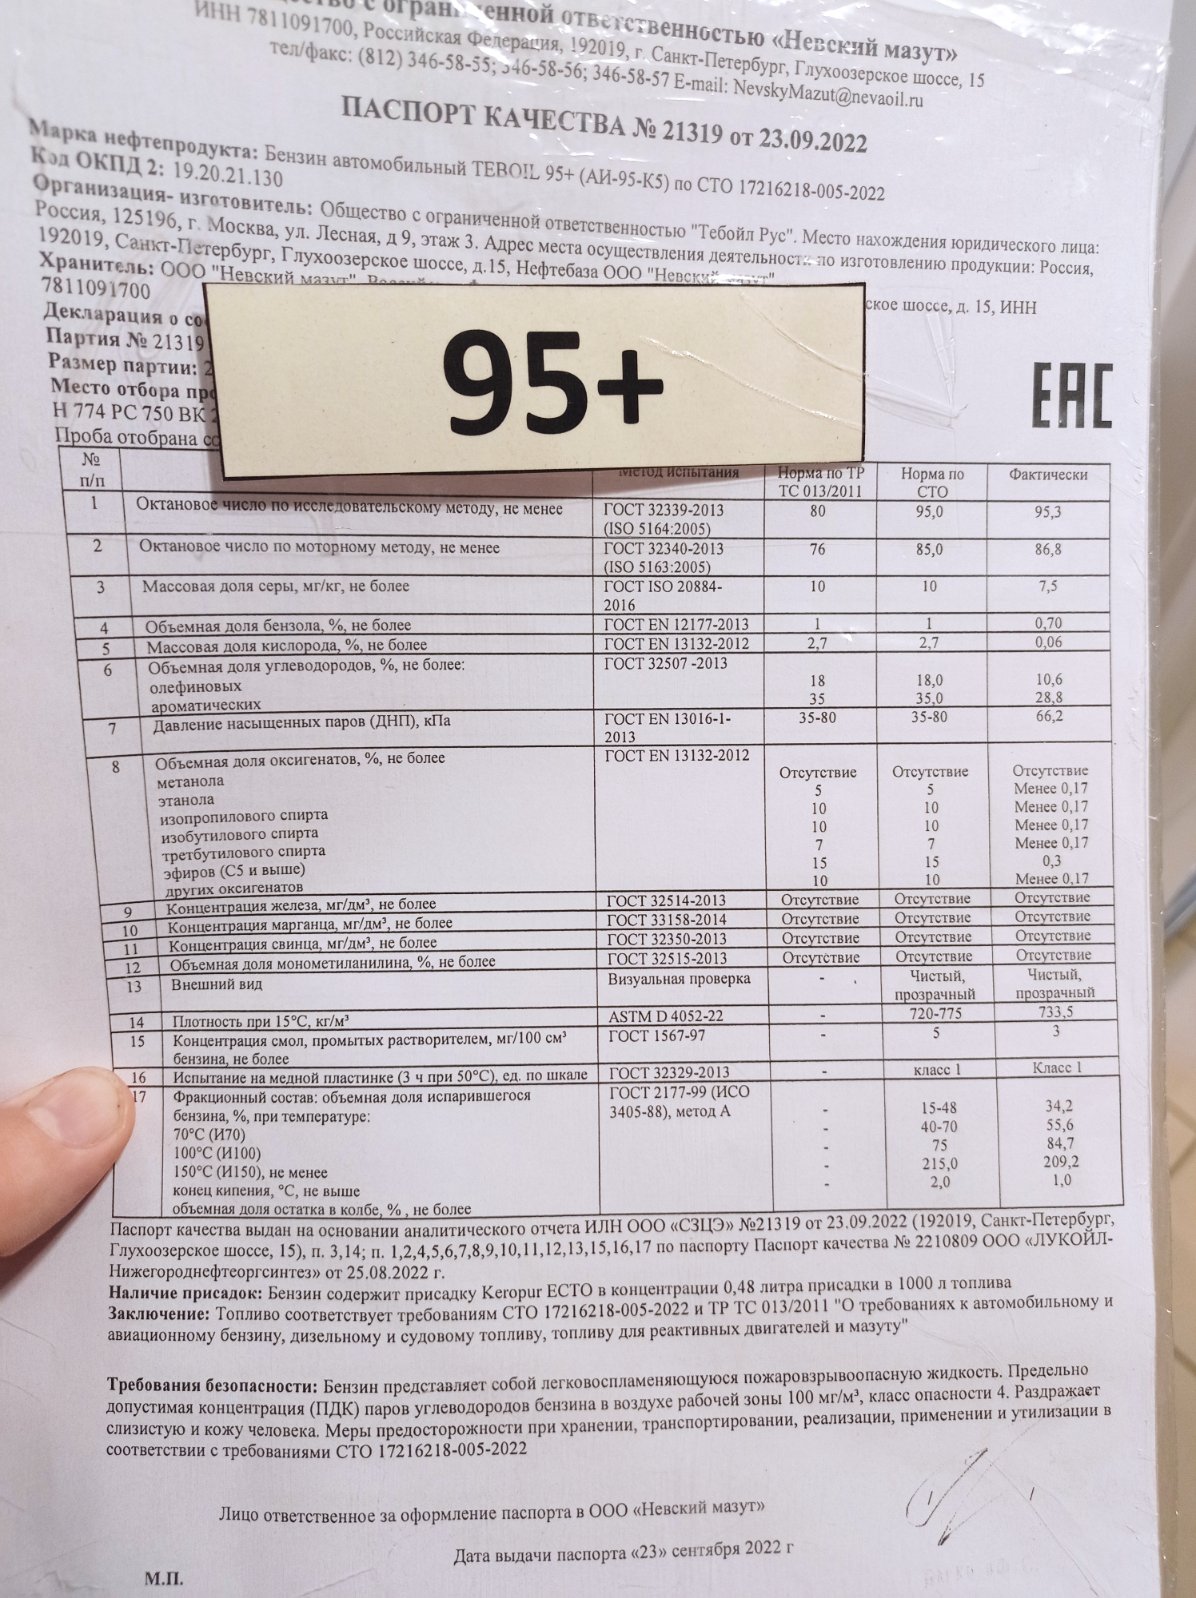 с ограниченной ответственностью «Невский мазут»
ИНН 7811091700, Российская Федерация, 192019, г. Санкт-Петербург, Глухоозерское шоссе, 15
тел/факс: (812) 346-58-55; 346-58-56; 346-58-57 E-mail: NevskyMazut@nevaoil.ru
ПАСПОРТ КАЧЕСТВА № 21319 от 23.09.2022
Марка нефтепродукта: Бензин автомобильный TEBOIL 95+ (АИ-95-К5) по СТО 17216218-005-2022
Код ОКПД 2: 19.20.21.130
Организация- изготовитель: Общество с ограниченной ответственностью "Тебойл Рус". Место нахождения юридического лица:
Россия, 125196, г. Москва, ул. Лесная, д 9, этаж 3. Адрес места осуществления деятельности по изготовлению продукции: Россия,
192019, Санкт-Петербург, Глухоозерское шоссе, д.15, Нефтебаза ООО "Невский мазут"
Хранитель: ООО "Невский мазут", ское шоссе, д. 15, ИНН
7811091700
Декларация о со
Партия № 21319
Размер партии: 2
Место отбора про
Н 774 РС 750 ВК 2
Проба отобрана со
95+
ЕАС
№ п/п Метод испытания Норма по ТР ТС 013/2011 Норма по СТО Фактически
1 Октановое число по исследовательскому методу, не менее ГОСТ 32339-2013 80 95,0 95,3
(ISO 5164:2005)
2 Октановое число по моторному методу, не менее ГОСТ 32340-2013 76 85,0 86,8
(ISO 5163:2005)
3 Массовая доля серы, мг/кг, не более ГОСТ ISO 20884- 10 10 7,5
2016
4 Объемная доля бензола, %, не более ГОСТ EN 12177-2013 1 1 0,70
5 Массовая доля кислорода, %, не более ГОСТ EN 13132-2012 2,7 2,7 0,06
6 Объемная доля углеводородов, %, не более: ГОСТ 32507 -2013
олефиновых 18 18,0 10,6
ароматических 35 35,0 28,8
7 Давление насыщенных паров (ДНП), кПа ГОСТ EN 13016-1- 35-80 35-80 66,2
2013
8 Объемная доля оксигенатов, %, не более ГОСТ EN 13132-2012
метанола Отсутствие Отсутствие Отсутствие
этанола 5 5 Менее 0,17
изопропилового спирта 10 10 Менее 0,17
изобутилового спирта 10 10 Менее 0,17
третбутилового спирта 7 7 Менее 0,17
эфиров (С5 и выше) 15 15 0,3
других оксигенатов 10 10 Менее 0,17
9 Концентрация железа, мг/дм³, не более ГОСТ 32514-2013 Отсутствие Отсутствие Отсутствие
10 Концентрация марганца, мг/дм³, не более ГОСТ 33158-2014 Отсутствие Отсутствие Отсутствие
11 Концентрация свинца, мг/дм³, не более ГОСТ 32350-2013 Отсутствие Отсутствие Отсутствие
12 Объемная доля монометиланилина, %, не более ГОСТ 32515-2013 Отсутствие Отсутствие Отсутствие
13 Внешний вид Визуальная проверка - Чистый, Чистый,
прозрачный прозрачный
14 Плотность при 15°С, кг/м³ ASTM D 4052-22 - 720-775 733,5
15 Концентрация смол, промытых растворителем, мг/100 см³ ГОСТ 1567-97 - 5 3
бензина, не более
16 Испытание на медной пластинке (3 ч при 50°С), ед. по шкале ГОСТ 32329-2013 - класс 1 Класс 1
17 Фракционный состав: объемная доля испарившегося ГОСТ 2177-99 (ИСО
бензина, %, при температуре: 3405-88), метод А - 15-48 34,2
70°С (И70) - 40-70 55,6
100°С (И100) - 75 84,7
150°С (И150), не менее - 215,0 209,2
конец кипения, °С, не выше - 2,0 1,0
объемная доля остатка в колбе, % , не более
Паспорт качества выдан на основании аналитического отчета ИЛН ООО «СЗЦЭ» №21319 от 23.09.2022 (192019, Санкт-Петербург,
Глухоозерское шоссе, 15), п. 3,14; п. 1,2,4,5,6,7,8,9,10,11,12,13,15,16,17 по паспорту Паспорт качества № 2210809 ООО «ЛУКОЙЛ-
Нижегороднефтеоргсинтез» от 25.08.2022 г.
Наличие присадок: Бензин содержит присадку Keropur ECTO в концентрации 0,48 литра присадки в 1000 л топлива
Заключение: Топливо соответствует требованиям СТО 17216218-005-2022 и ТР ТС 013/2011 "О требованиях к автомобильному и
авиационному бензину, дизельному и судовому топливу, топливу для реактивных двигателей и мазуту"
Требования безопасности: Бензин представляет собой легковоспламеняющуюся пожаровзрывоопасную жидкость. Предельно
допустимая концентрация (ПДК) паров углеводородов бензина в воздухе рабочей зоны 100 мг/м³, класс опасности 4. Раздражает
слизистую и кожу человека. Меры предосторожности при хранении, транспортировании, реализации, применении и утилизации в
соответствии с требованиями СТО 17216218-005-2022
Лицо ответственное за оформление паспорта в ООО «Невский мазут»
Дата выдачи паспорта «23» сентября 2022 г
М.П.